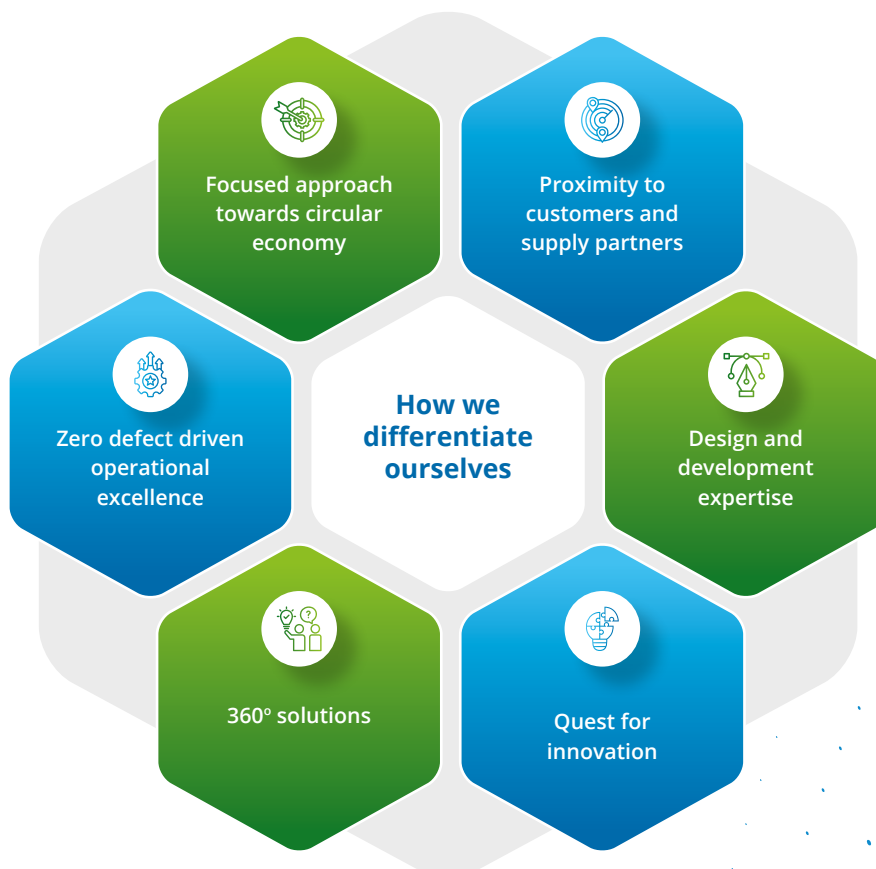 Focused approach
towards circular
economy
Proximity to
customers and
supply partners
Zero defect driven
operational
excellence
How we
differentiate
ourselves
Design and
development
expertise
360º solutions
Quest for
innovation